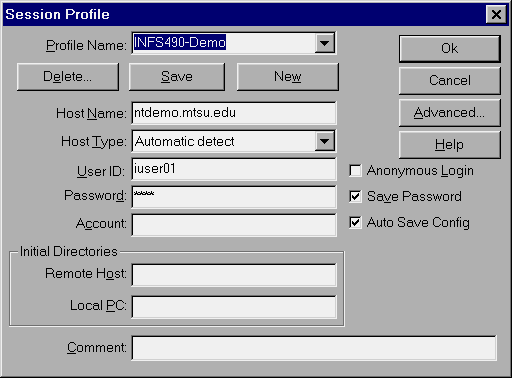 Session Profile
Profile Name: INFS490-Demo
Ok
Delete... Save New
Cancel
Host Name: ntdemo.mtsu.edu
Advanced...
Host Type: Automatic detect
Help
User ID: iuser01
Anonymous Login
Password: ****
Save Password
Account:
Auto Save Config
Initial Directories
Remote Host:
Local PC:
Comment: